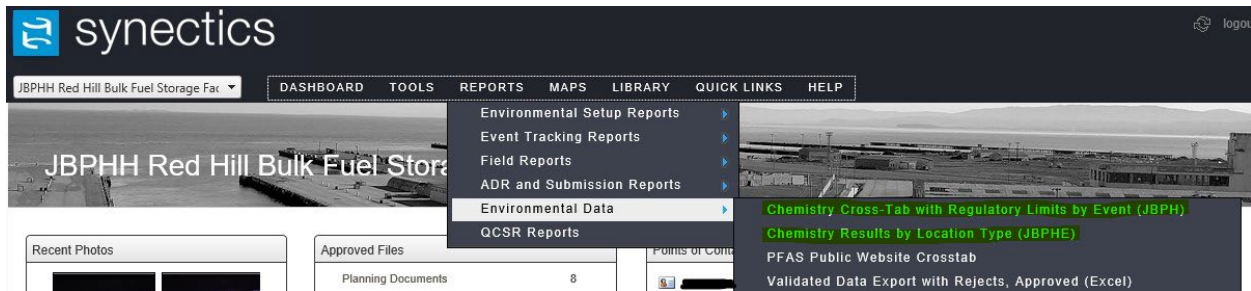 synectics
logou
JBPHH Red Hill Bulk Fuel Storage Fac DASHBOARD TOOLS REPORTS MAPS LIBRARY QUICK LINKS HELP
Environmental Setup Reports
Event Tracking Reports
Field Reports
ADR and Submission Reports
Environmental Data
QCSR Reports
JBPHH Red Hill Bulk Fuel Stora
Chemistry Cross-Tab with Regulatory Limits by Event (JBPH)
Chemistry Results by Location Type (JBPHE)
PFAS Public Website Crosstab
Validated Data Export with Rejects, Approved (Excel)
Recent Photos
Approved Files
Planning Documents 8
Points of Conta